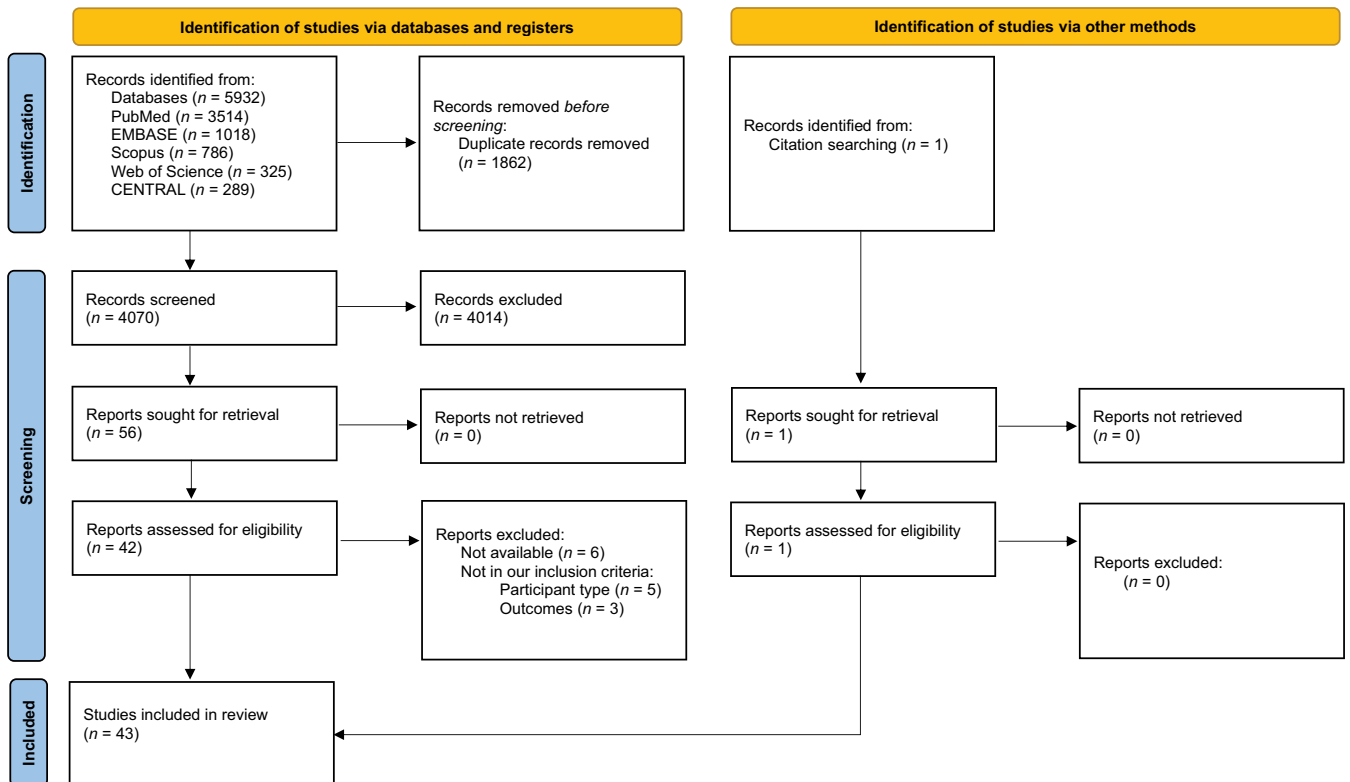 Identification of studies via databases and registers
Identification of studies via other methods
Identification
Records identified from:
Databases (n = 5932)
PubMed (n = 3514)
EMBASE (n = 1018)
Scopus (n = 786)
Web of Science (n = 325)
CENTRAL (n = 289)
Records removed before
screening:
Duplicate records removed
(n = 1862)
Records identified from:
Citation searching (n = 1)
Screening
Records screened
(n = 4070)
Records excluded
(n = 4014)
Reports sought for retrieval
(n = 56)
Reports not retrieved
(n = 0)
Reports sought for retrieval
(n = 1)
Reports not retrieved
(n = 0)
Reports assessed for eligibility
(n = 42)
Reports excluded:
Not available (n = 6)
Not in our inclusion criteria:
Participant type (n = 5)
Outcomes (n = 3)
Reports assessed for eligibility
(n = 1)
Reports excluded:
(n = 0)
Included
Studies included in review
(n = 43)